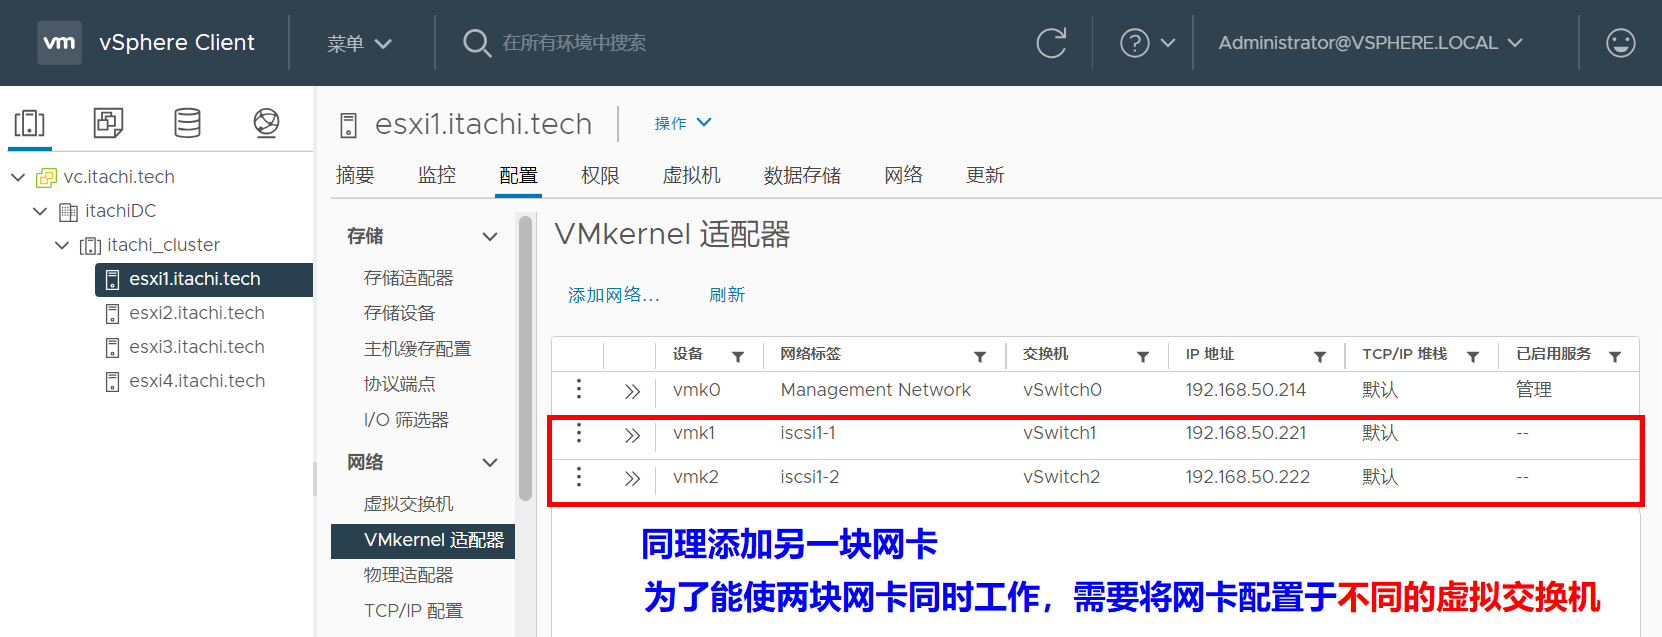 vm vSphere Client 菜单 在所有环境中搜索 Administrator@VSPHERE.LOCAL
vc.itachi.tech
itachiDC
itachi_cluster
esxi1.itachi.tech
esxi2.itachi.tech
esxi3.itachi.tech
esxi4.itachi.tech
esxi1.itachi.tech 操作
摘要 监控 配置 权限 虚拟机 数据存储 网络 更新
存储
存储适配器
存储设备
主机缓存配置
协议端点
I/O 筛选器
网络
虚拟交换机
VMkernel 适配器
物理适配器
TCP/IP 配置
VMkernel 适配器
添加网络... 刷新
设备 网络标签 交换机 IP 地址 TCP/IP 堆栈 已启用服务
vmk0 Management Network vSwitch0 192.168.50.214 默认 管理
vmk1 iscsi1-1 vSwitch1 192.168.50.221 默认 --
vmk2 iscsi1-2 vSwitch2 192.168.50.222 默认 --
同理添加另一块网卡
为了能使两块网卡同时工作，需要将网卡配置于不同的虚拟交换机